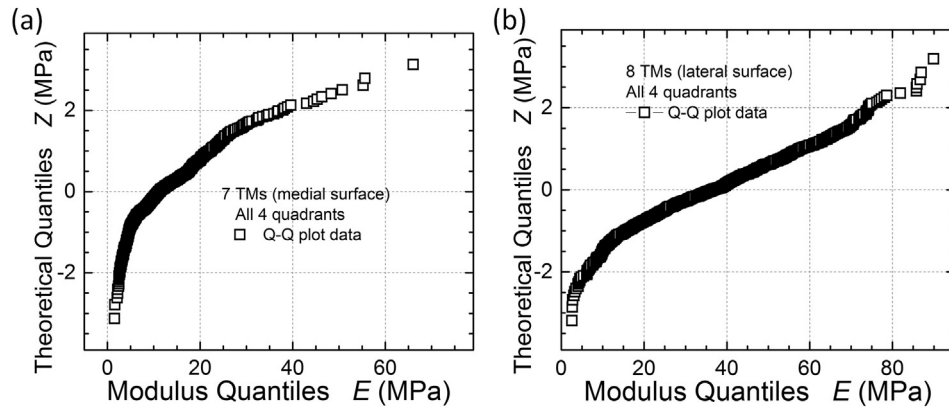 (a)
Theoretical Quantiles Z (MPa)
2
0
-2
7 TMs (medial surface)
All 4 quadrants
Q-Q plot data
0 20 40 60
Modulus Quantiles E (MPa)
(b)
Theoretical Quantiles Z (MPa)
2
0
-2
8 TMs (lateral surface)
All 4 quadrants
Q-Q plot data
0 20 40 60 80
Modulus Quantiles E (MPa)